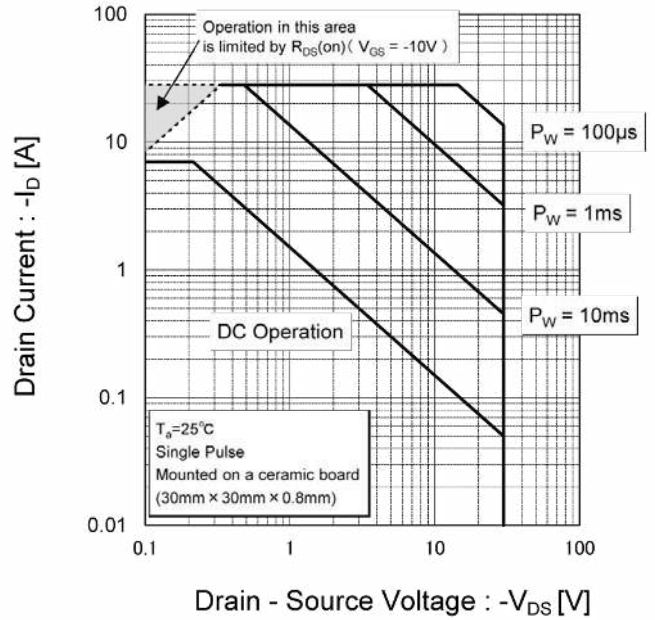 Operation in this area
is limited by RDS(on) ( VGS = -10V )
100
10
1
0.1
0.01
Drain Current : -ID [A]
PW = 100μs
PW = 1ms
PW = 10ms
DC Operation
Ta=25°C
Single Pulse
Mounted on a ceramic board
(30mm × 30mm × 0.8mm)
0.1 1 10 100
Drain - Source Voltage : -VDS [V]